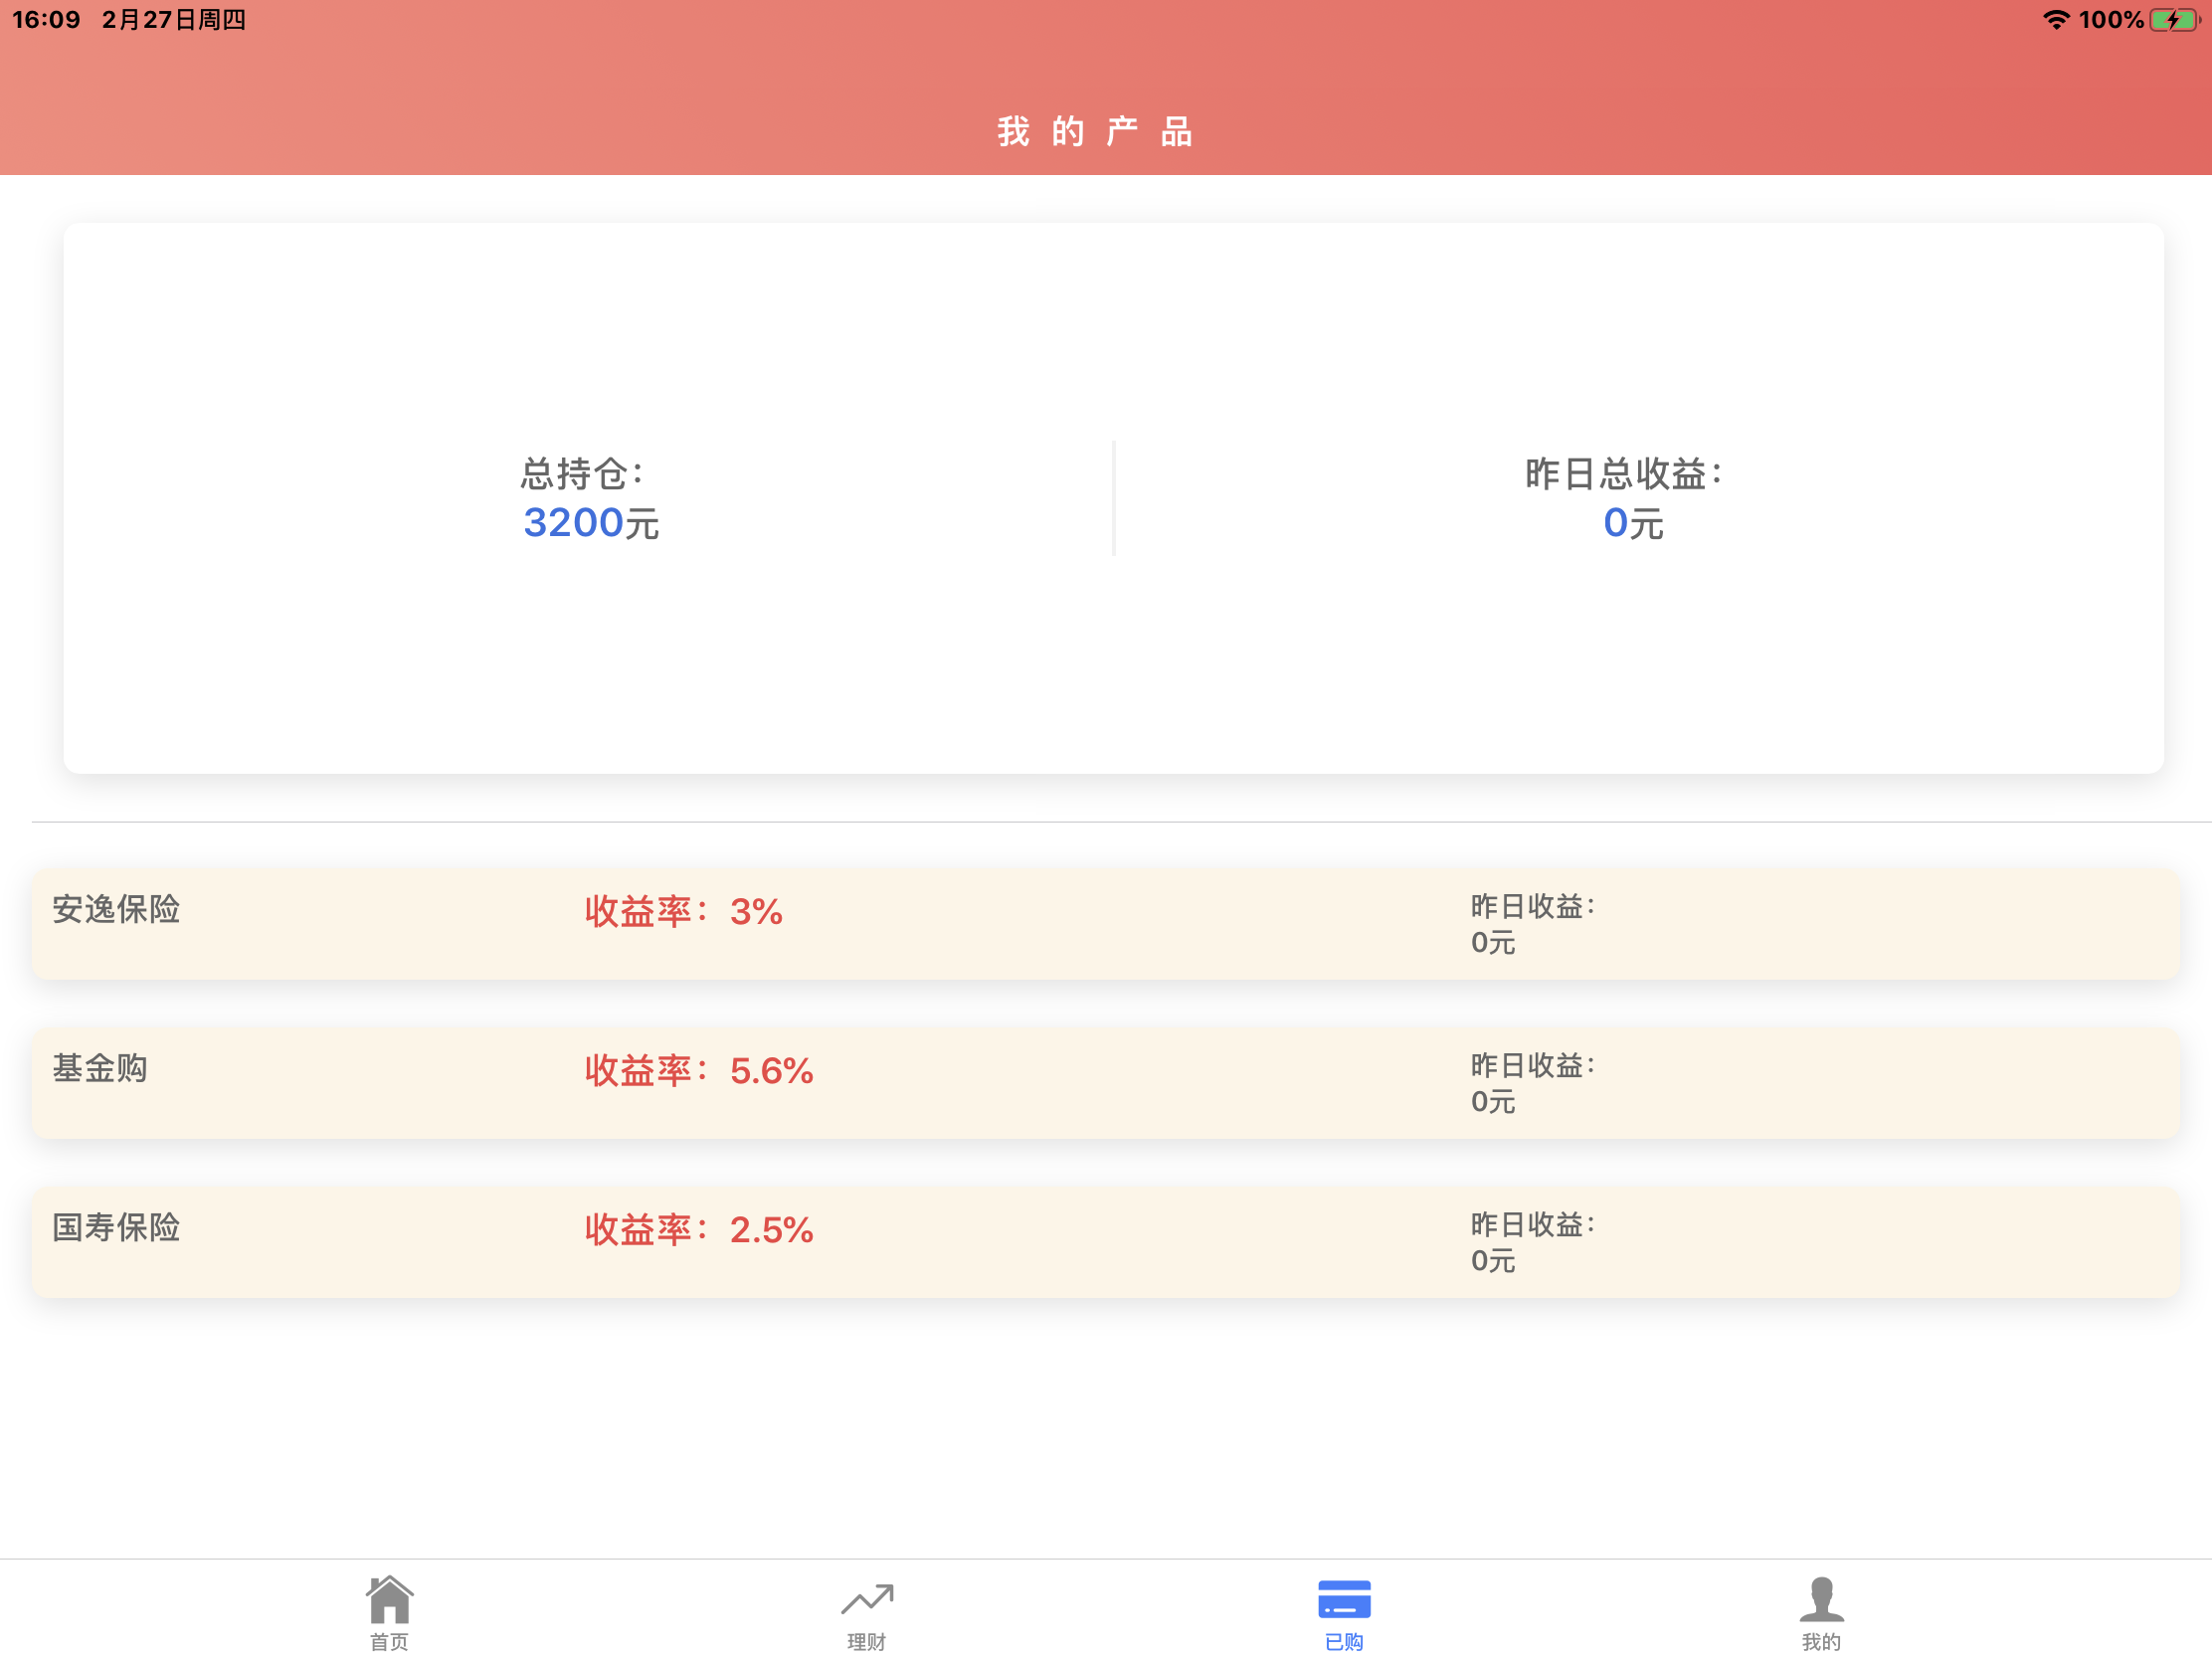 16:09 2月27日周四 100%
我的产品
总持仓：
3200元
昨日总收益：
0元
安逸保险 收益率：3% 昨日收益：
0元
基金购 收益率：5.6% 昨日收益：
0元
国寿保险 收益率：2.5% 昨日收益：
0元
首页 理财 已购 我的